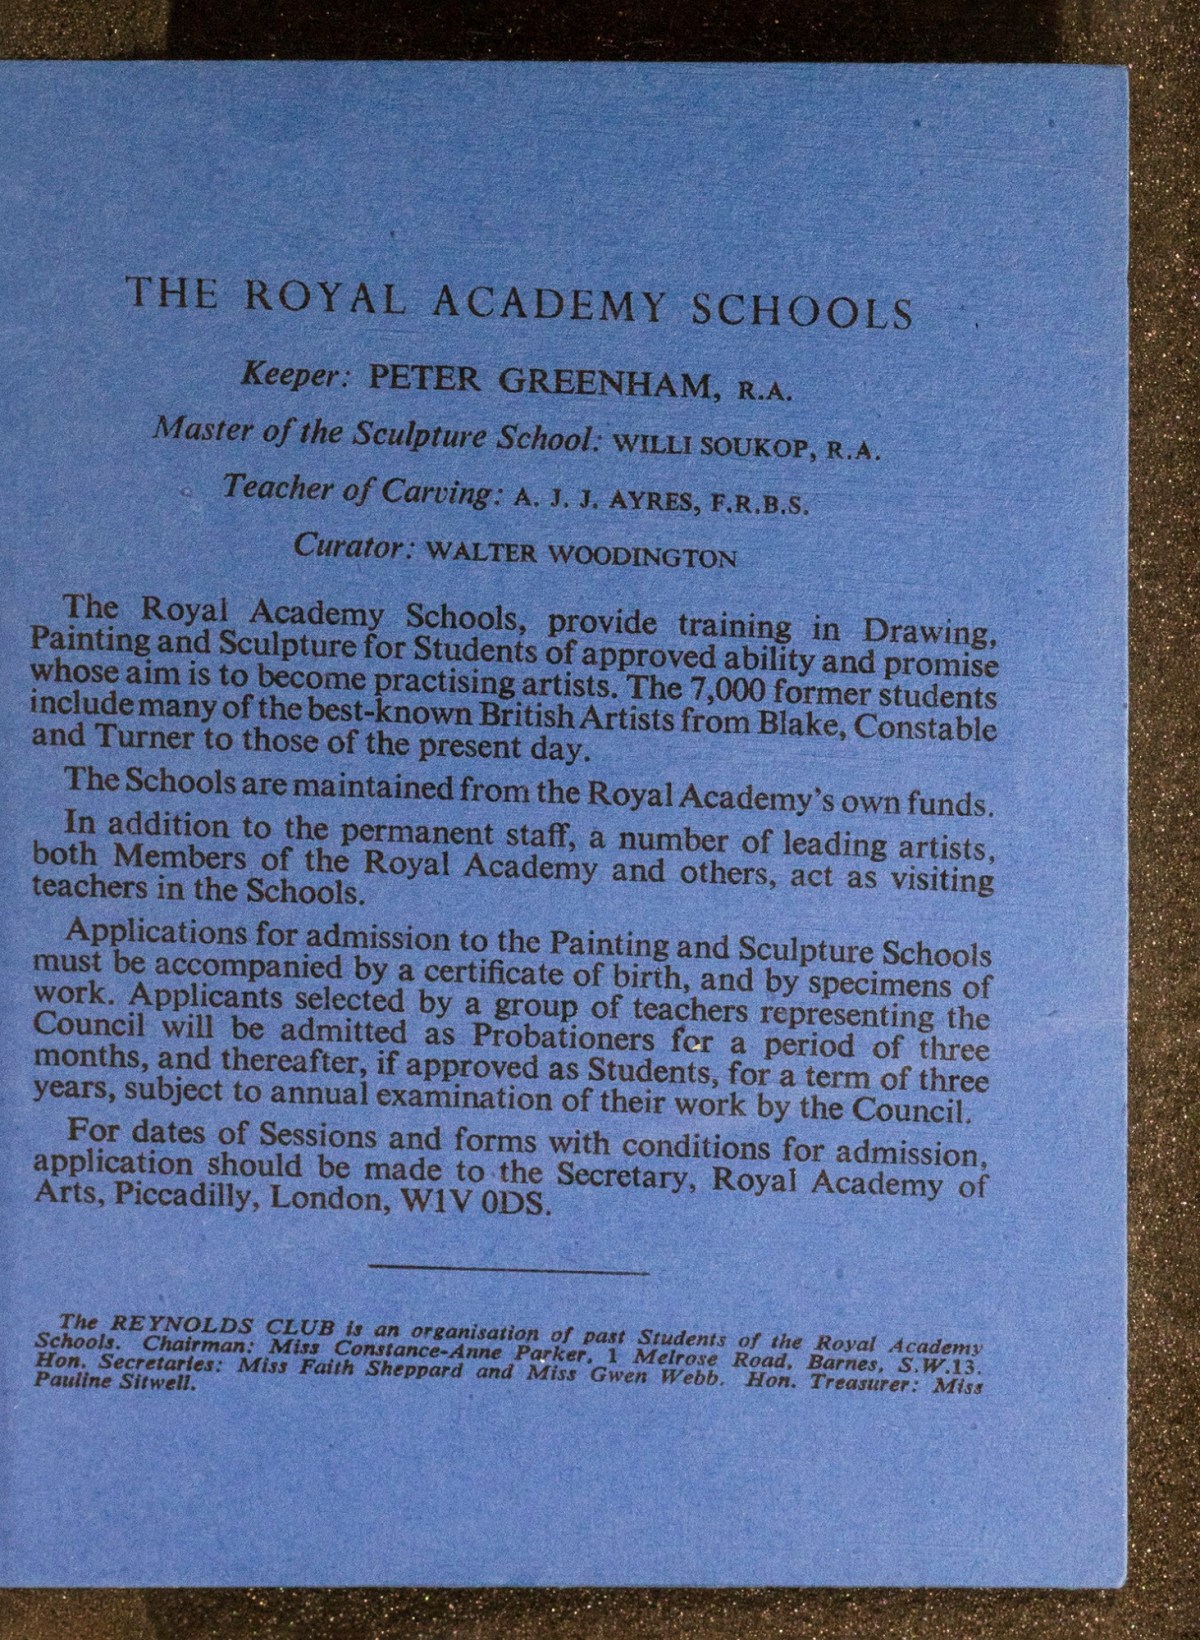 THE ROYAL ACADEMY SCHOOLS
Keeper: PETER GREENHAM, R.A.
Master of the Sculpture School: WILLI SOUKOP, R.A.
Teacher of Carving: A. J. J. AYRES, F.R.B.S.
Curator: WALTER WOODINGTON
The Royal Academy Schools, provide training in Drawing,
Painting and Sculpture for Students of approved ability and promise
whose aim is to become practising artists. The 7,000 former students
include many of the best-known British Artists from Blake, Constable
and Turner to those of the present day.
The Schools are maintained from the Royal Academy's own funds.
In addition to the permanent staff, a number of leading artists,
both Members of the Royal Academy and others, act as visiting
teachers in the Schools.
Applications for admission to the Painting and Sculpture Schools
must be accompanied by a certificate of birth, and by specimens of
work. Applicants selected by a group of teachers representing the
Council will be admitted as Probationers for a period of three
months, and thereafter, if approved as Students, for a term of three
years, subject to annual examination of their work by the Council.
For dates of Sessions and forms with conditions for admission,
application should be made to the Secretary, Royal Academy of
Arts, Piccadilly, London, W1V 0DS.
The REYNOLDS CLUB is an organisation of past Students of the Royal Academy
Schools. Chairman: Miss Constance-Anne Parker, 1 Melrose Road, Barnes, S.W.13.
Hon. Secretaries: Miss Faith Sheppard and Miss Gwen Webb. Hon. Treasurer: Miss
Pauline Sitwell.